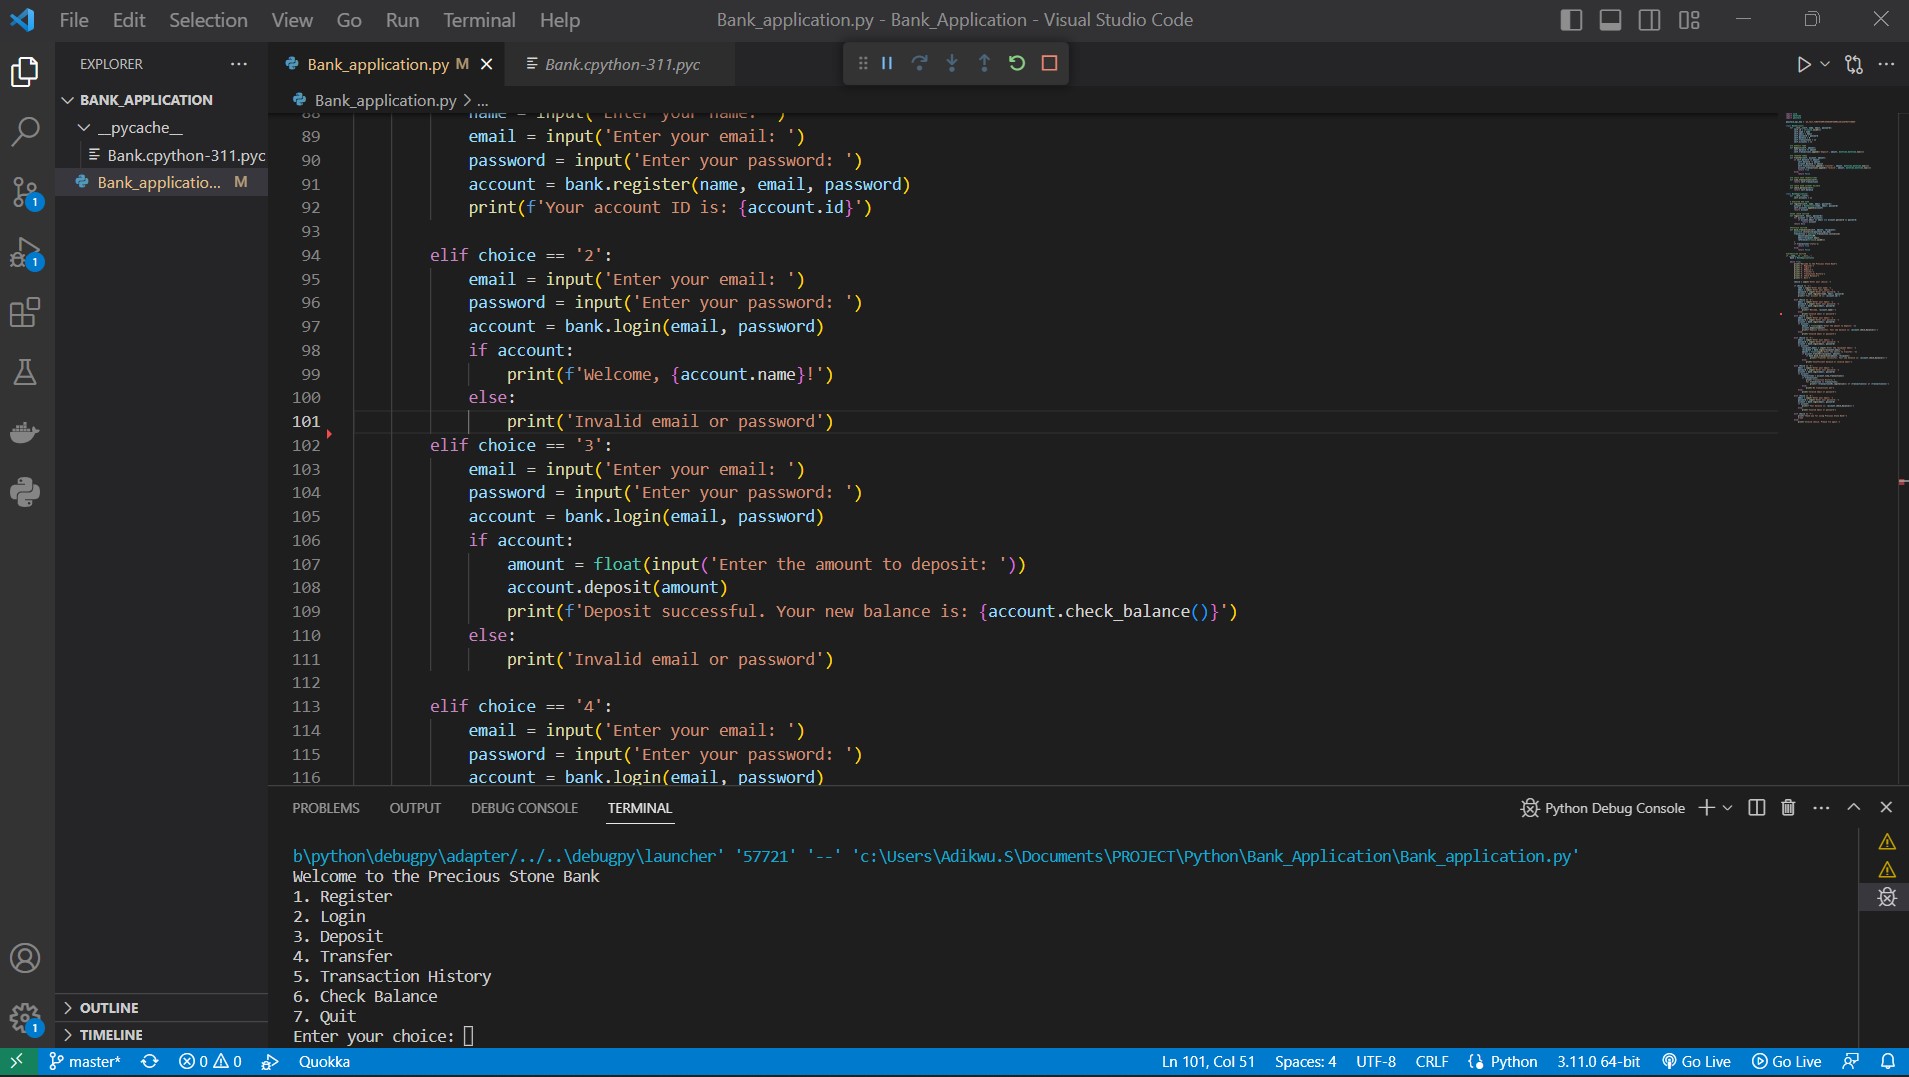 File Edit Selection View Go Run Terminal Help
Bank_application.py - Bank_Application - Visual Studio Code
EXPLORER
BANK_APPLICATION
__pycache__
Bank.cpython-311.pyc
Bank_applicatio... M
OUTLINE
TIMELINE
Bank_application.py M
Bank.cpython-311.pyc
Bank_application.py > ...
88 name = input('Enter your name: ')
89 email = input('Enter your email: ')
90 password = input('Enter your password: ')
91 account = bank.register(name, email, password)
92 print(f'Your account ID is: {account.id}')
93
94 elif choice == '2':
95 email = input('Enter your email: ')
96 password = input('Enter your password: ')
97 account = bank.login(email, password)
98 if account:
99 print(f'Welcome, {account.name}!')
100 else:
101 print('Invalid email or password')
102 elif choice == '3':
103 email = input('Enter your email: ')
104 password = input('Enter your password: ')
105 account = bank.login(email, password)
106 if account:
107 amount = float(input('Enter the amount to deposit: '))
108 account.deposit(amount)
109 print(f'Deposit successful. Your new balance is: {account.check_balance()}')
110 else:
111 print('Invalid email or password')
112
113 elif choice == '4':
114 email = input('Enter your email: ')
115 password = input('Enter your password: ')
116 account = bank.login(email, password)
PROBLEMS OUTPUT DEBUG CONSOLE TERMINAL
Python Debug Console
b\python\debugpy\adapter/../..\debugpy\launcher' '57721' '--' 'c:\Users\Adikwu.S\Documents\PROJECT\Python\Bank_Application\Bank_application.py'
Welcome to the Precious Stone Bank
1. Register
2. Login
3. Deposit
4. Transfer
5. Transaction History
6. Check Balance
7. Quit
Enter your choice:
1
1
1
master* 0 0 Quokka
Ln 101, Col 51 Spaces: 4 UTF-8 CRLF Python 3.11.0 64-bit Go Live Go Live